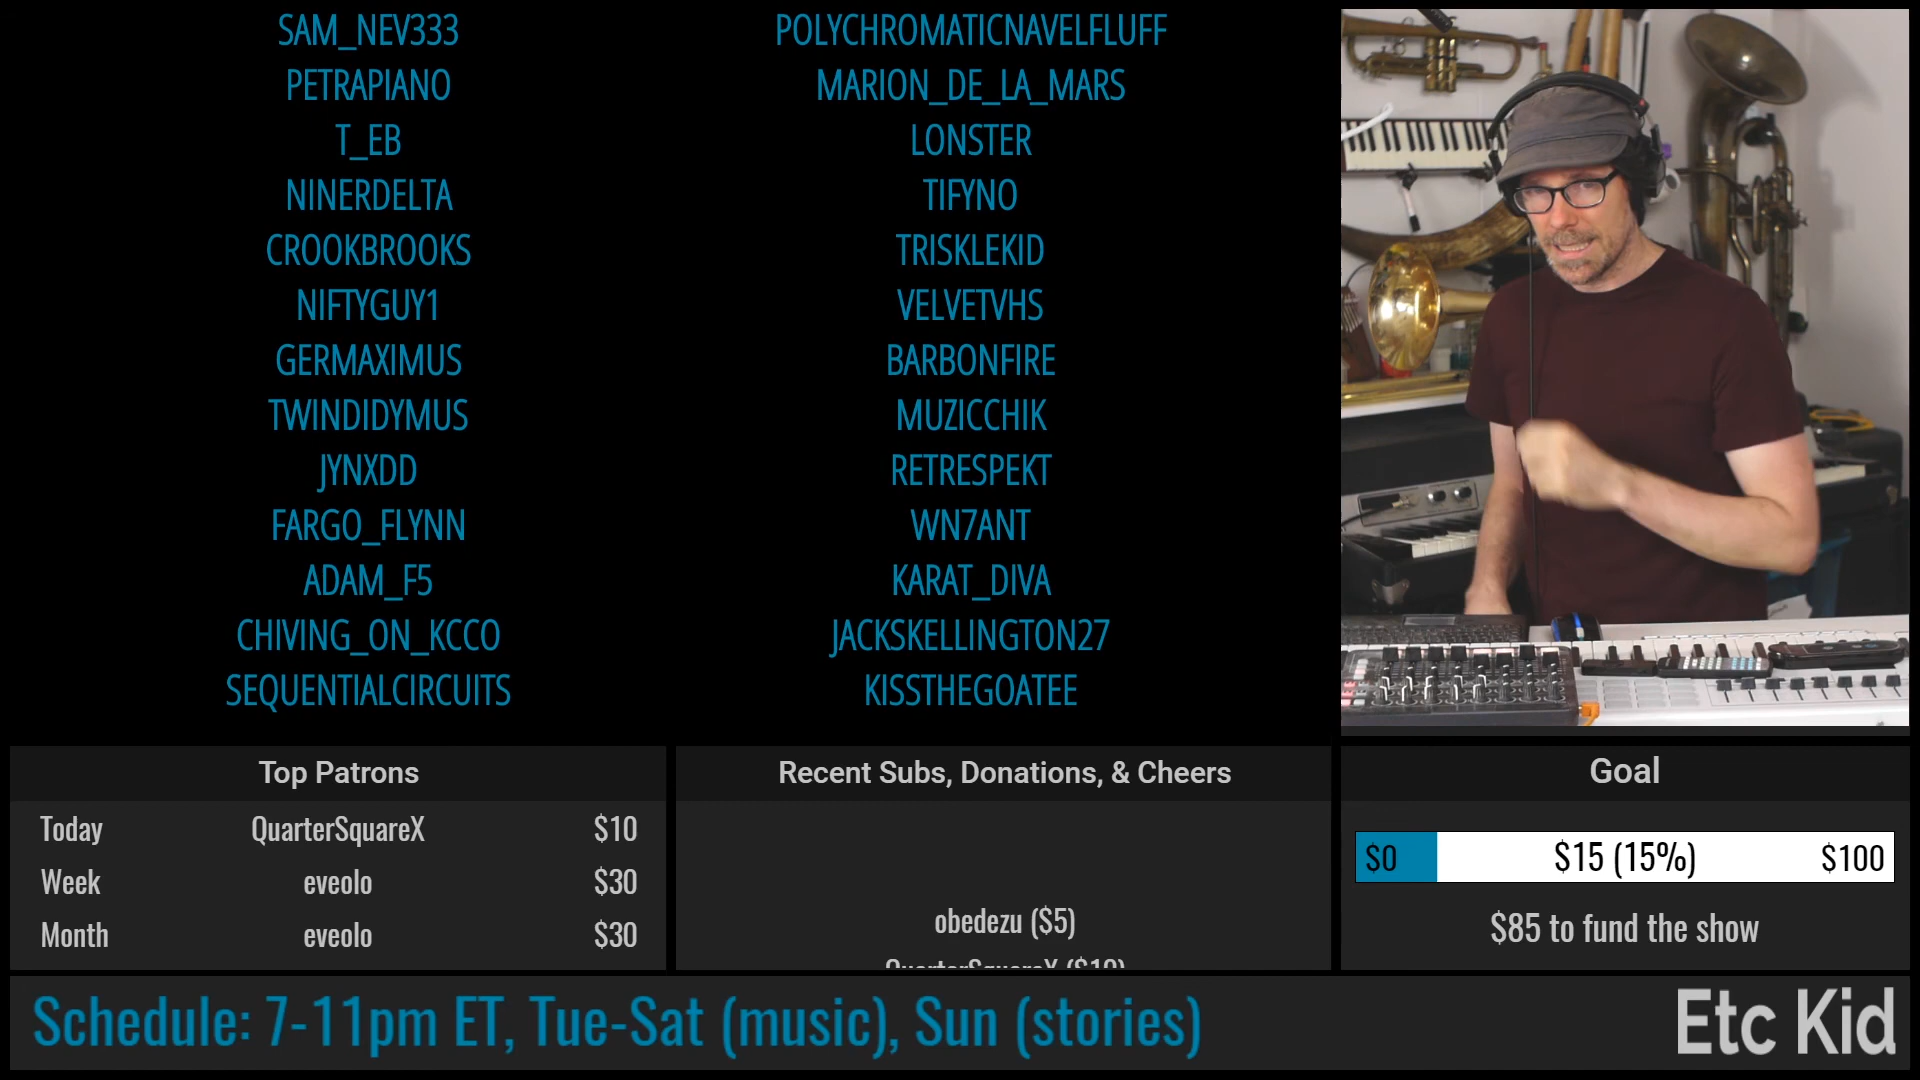 SAM_NEV333
PETRAPIANO
T_EB
NINERDELTA
CROOKBROOKS
NIFTYGUY1
GERMAXIMUS
TWINDIDYMUS
JYNXDD
FARGO_FLYNN
ADAM_F5
CHIVING_ON_KCCO
SEQUENTIALCIRCUITS
POLYCHROMATICNAVELFLUFF
MARION_DE_LA_MARS
LONSTER
TIFYNO
TRISKLEKID
VELVETVHS
BARBONFIRE
MUZICCHIK
RETRESPEKT
WN7ANT
KARAT_DIVA
JACKSKELLINGTON27
KISSTHEGOATEE
Top Patrons
Today QuarterSquareX $10
Week eveolo $30
Month eveolo $30
Recent Subs, Donations, & Cheers
obedezu ($5)
QuarterSquareX ($10)
Goal
$0 $15 (15%) $100
$85 to fund the show
Schedule: 7-11pm ET, Tue-Sat (music), Sun (stories)
Etc Kid